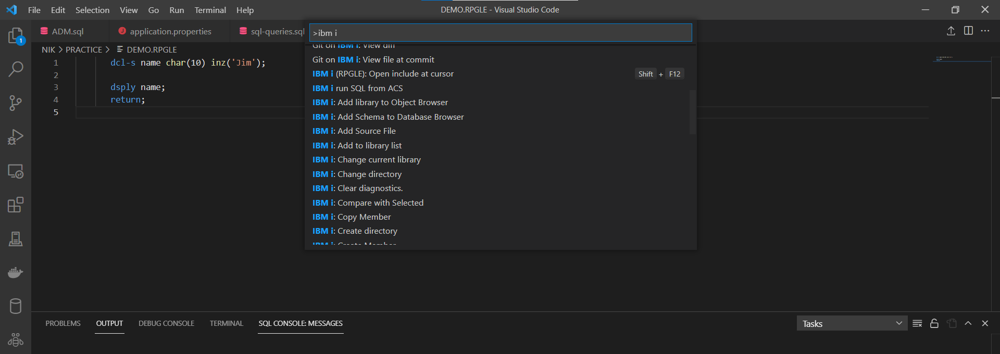 File Edit Selection View Go Run Terminal Help DEMO.RPGLE - Visual Studio Code
ADM.sql application.properties sql-queries.sql
>ibm i
NIK > PRACTICE > DEMO.RPGLE
1 dcl-s name char(10) inz('Jim');
2
3 dsply name;
4 return;
5
Git on IBM i: View diff
Git on IBM i: View file at commit
IBM i (RPGLE): Open include at cursor Shift + F12
IBM i run SQL from ACS
IBM i: Add library to Object Browser
IBM i: Add Schema to Database Browser
IBM i: Add Source File
IBM i: Add to library list
IBM i: Change current library
IBM i: Change directory
IBM i: Clear diagnostics.
IBM i: Compare with Selected
IBM i: Copy Member
IBM i: Create directory
IBM i: Create Member
1
PROBLEMS OUTPUT DEBUG CONSOLE TERMINAL SQL CONSOLE: MESSAGES Tasks